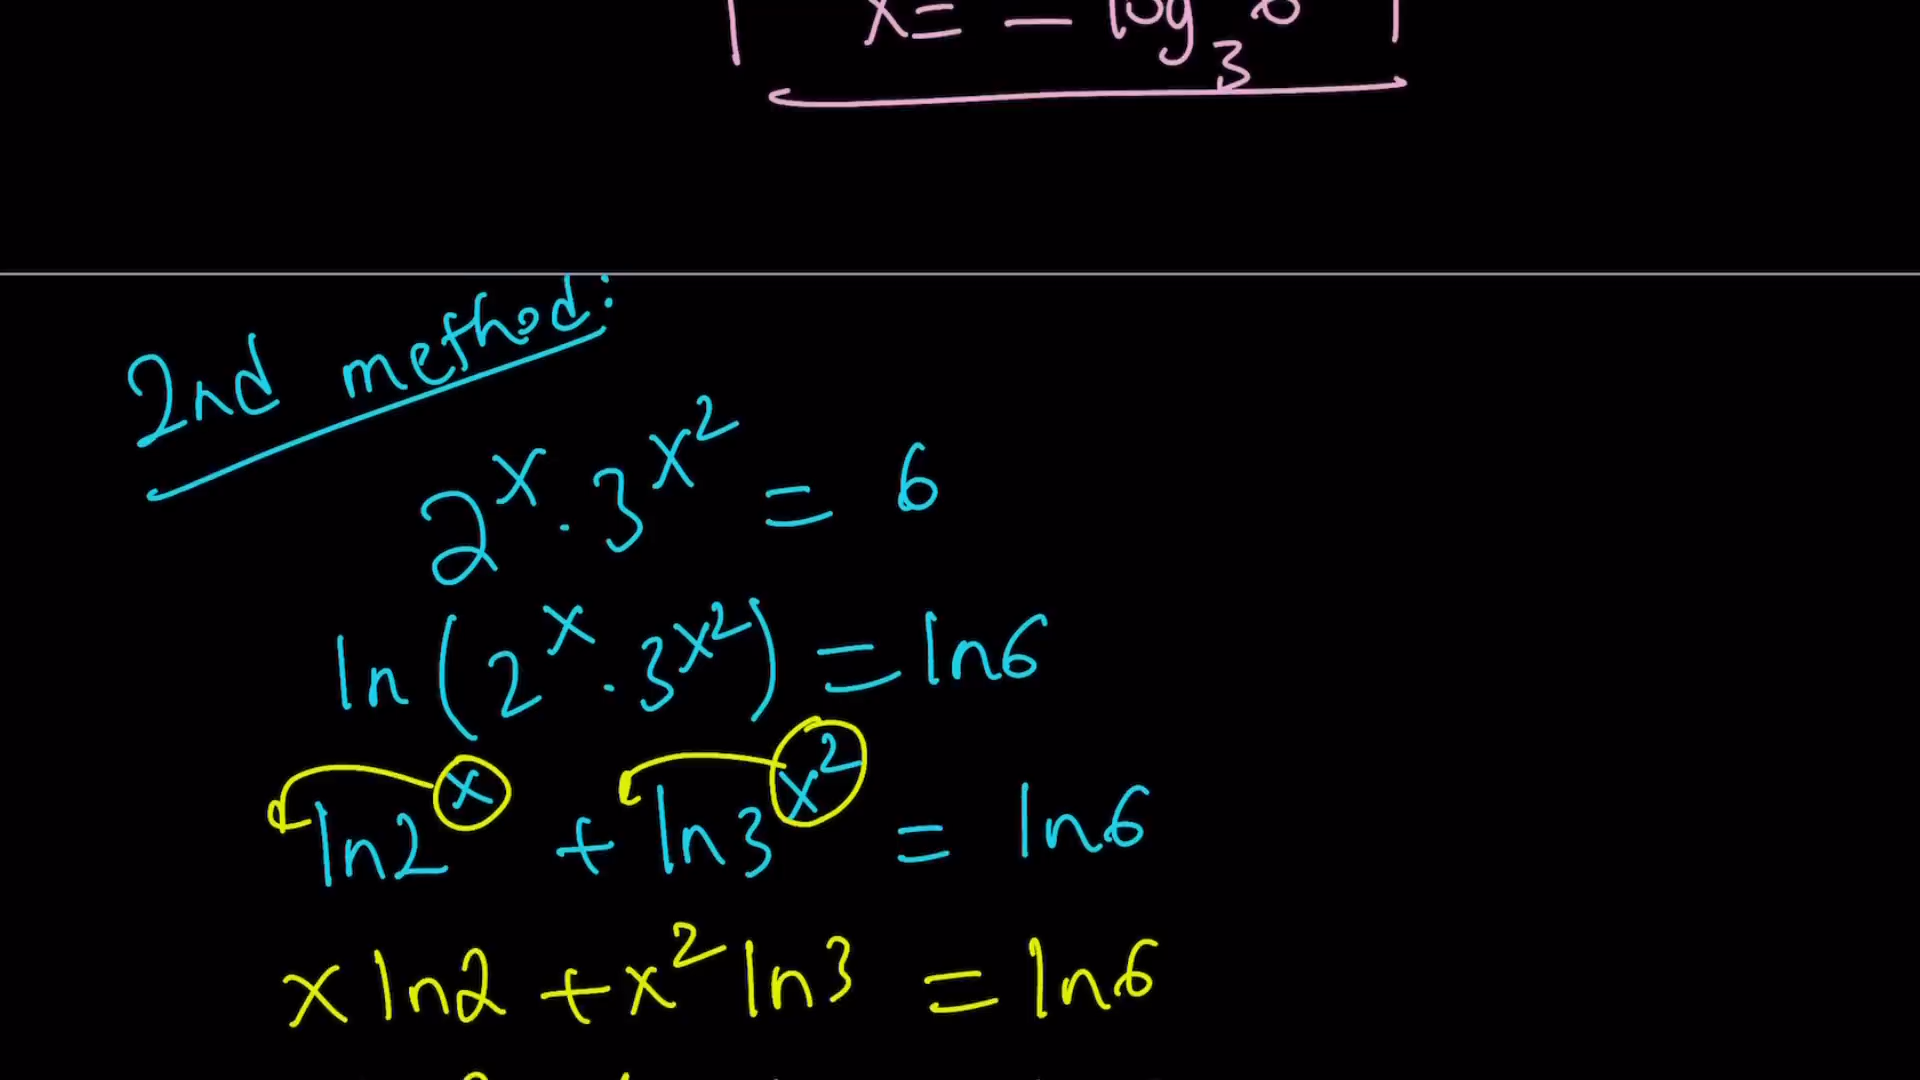 x = - log₃
2nd method:
2^x · 3^x² = 6
ln(2^x · 3^x²) = ln6
ln2^x + ln3^x² = ln6
x ln2 + x² ln3 = ln6